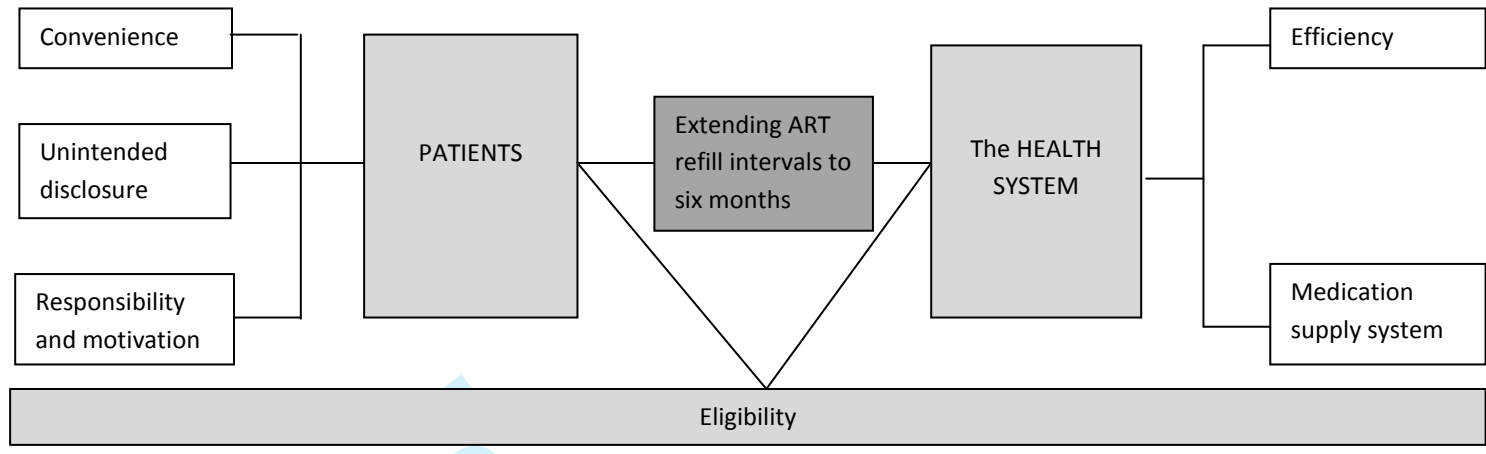 Convenience
Unintended
disclosure
Responsibility
and motivation
PATIENTS
Extending ART
refill intervals to
six months
The HEALTH
SYSTEM
Efficiency
Medication
supply system
Eligibility